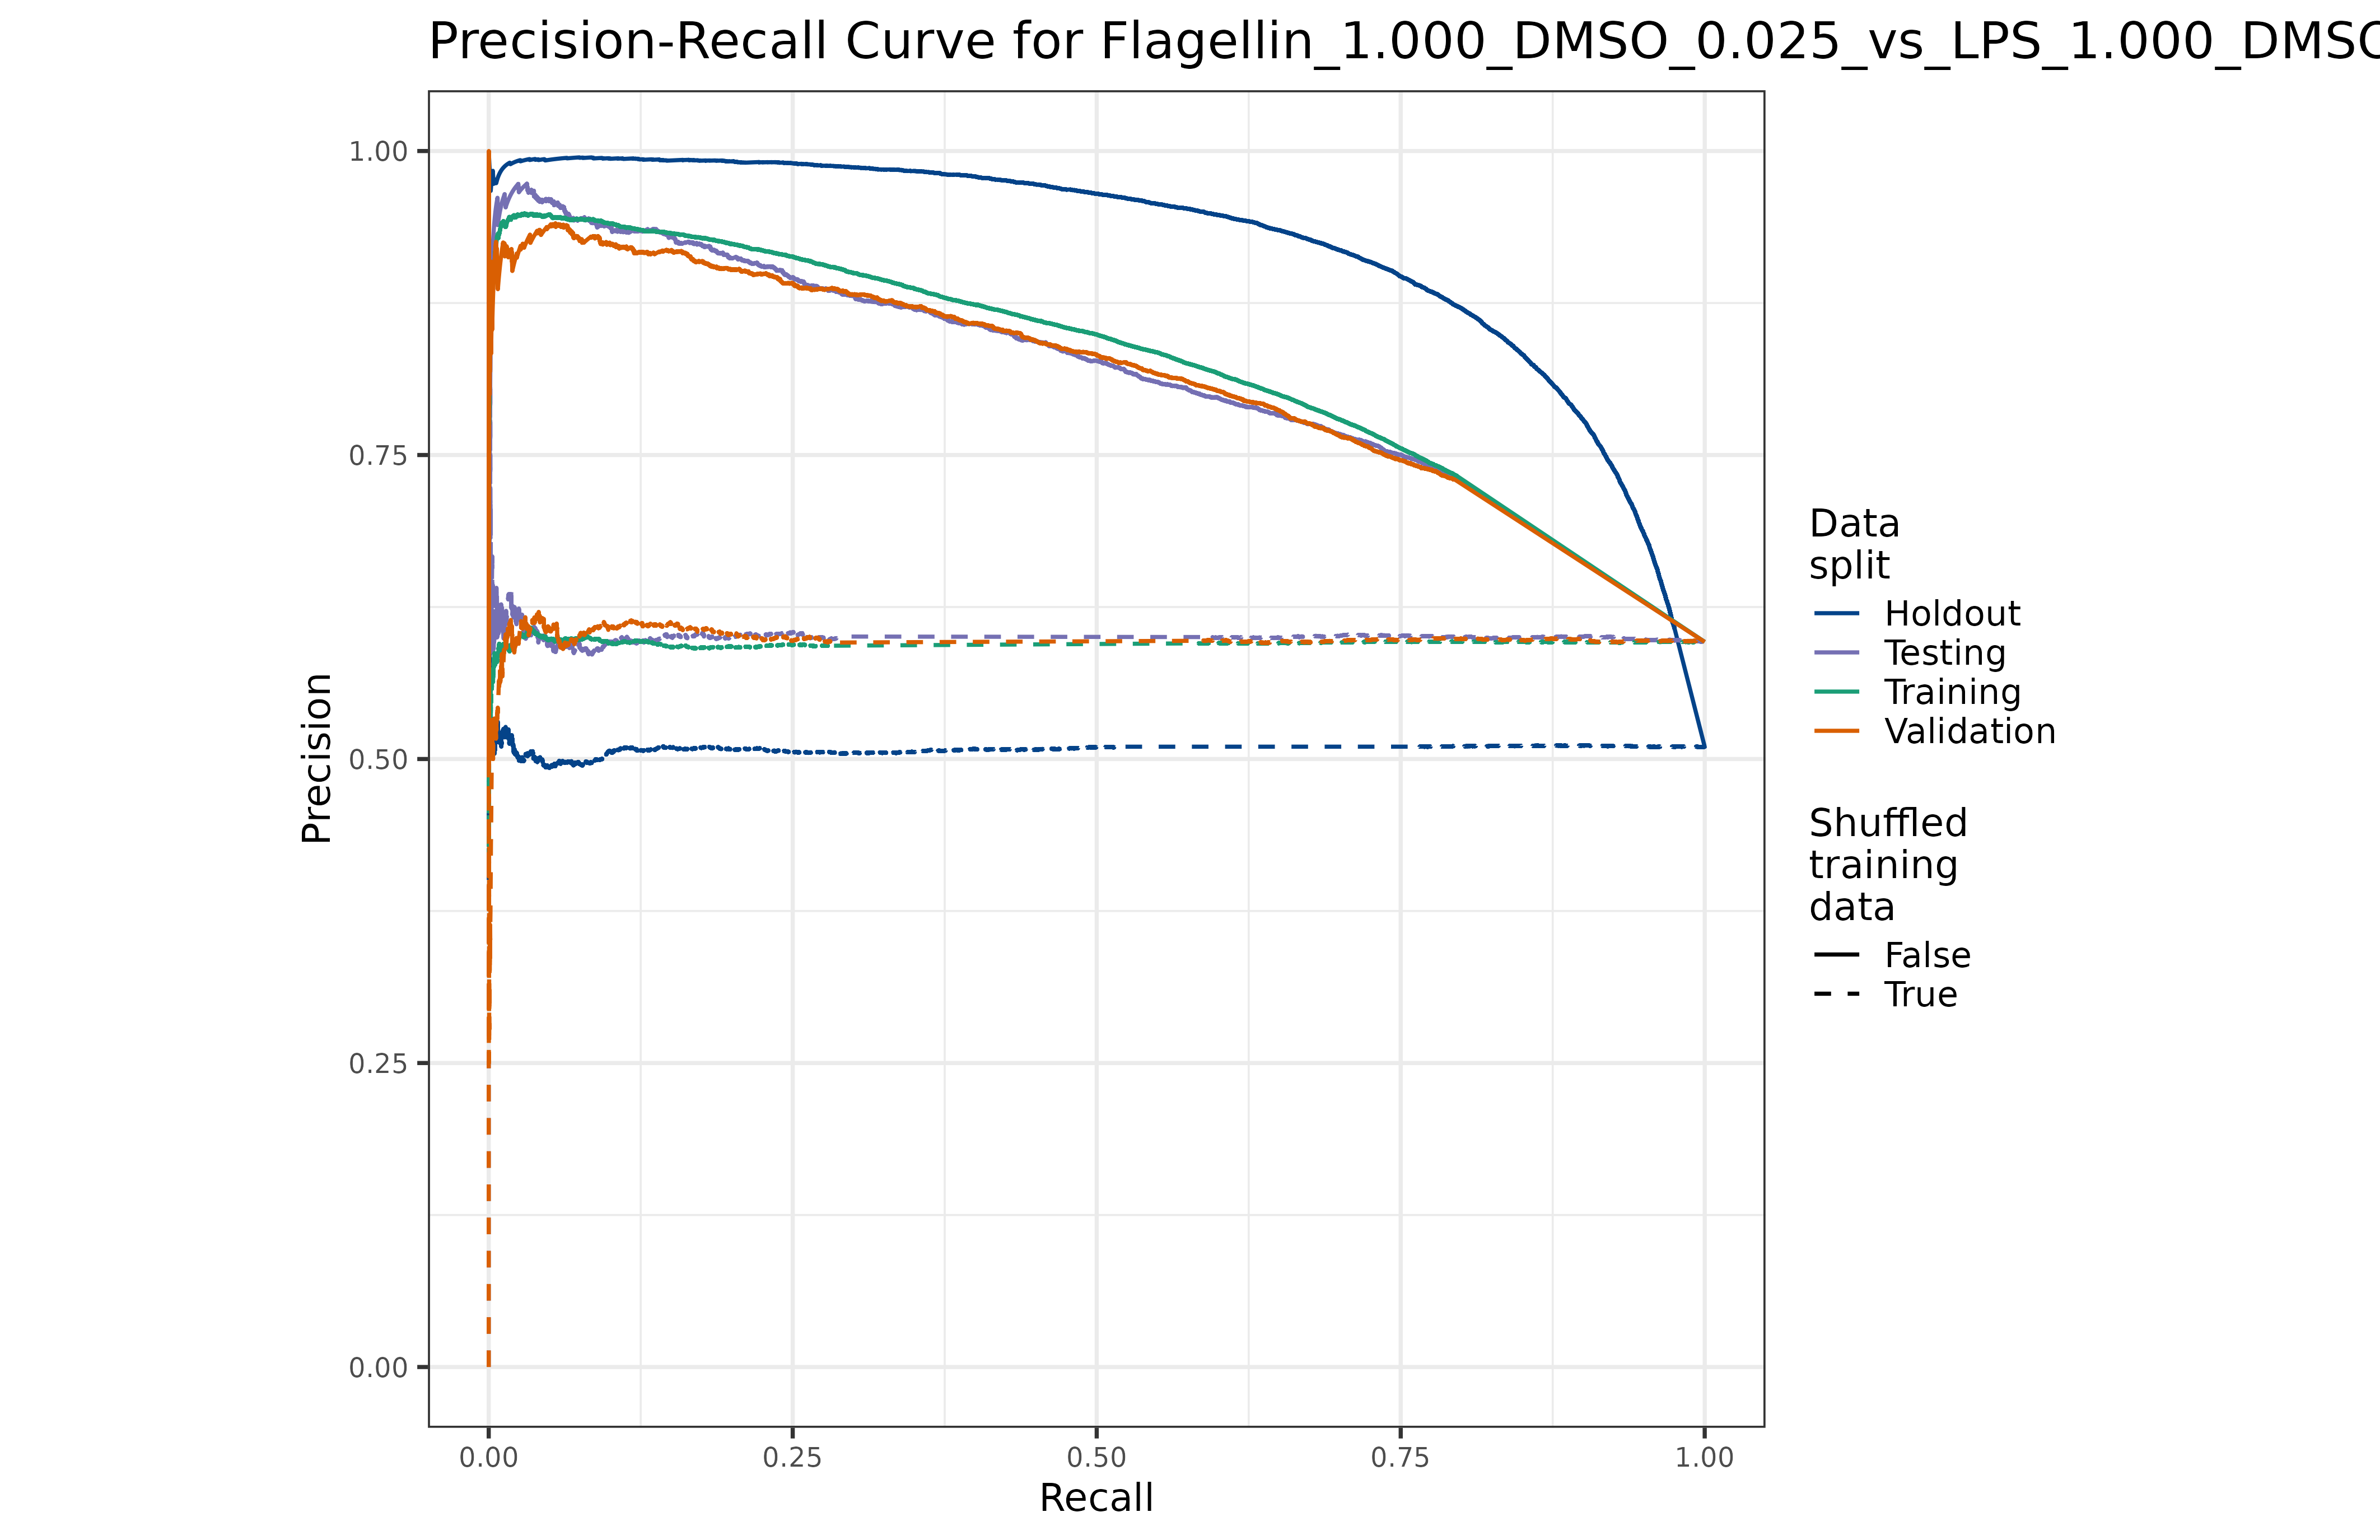 Precision-Recall Curve for Flagellin_1.000_DMSO_0.025_vs_LPS_1.000_DMSO
1.00
0.75
0.50
0.25
0.00
Precision
0.00 0.25 0.50 0.75 1.00
Recall
Data
split
Holdout
Testing
Training
Validation
Shuffled
training
data
False
True